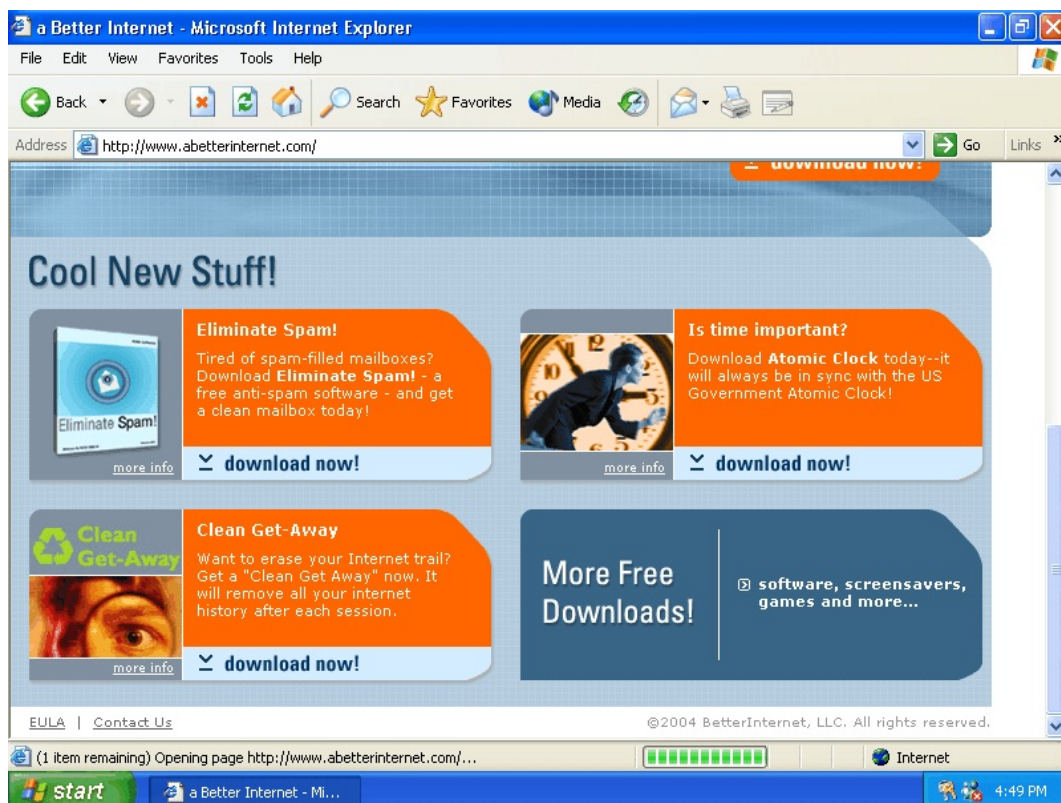 a Better Internet - Microsoft Internet Explorer
File Edit View Favorites Tools Help
Back Search Favorites Media
Address http://www.abetterinternet.com/ Go Links »
download now!
Cool New Stuff!
Eliminate Spam!
Tired of spam-filled mailboxes?
Download Eliminate Spam! - a
free anti-spam software - and get
a clean mailbox today!
Eliminate Spam!
more info
download now!
Is time important?
Download Atomic Clock today--it
will always be in sync with the US
Government Atomic Clock!
12
10
9
8
more info
download now!
Clean
Get-Away
Clean Get-Away
Want to erase your Internet trail?
Get a "Clean Get Away" now. It
will remove all your internet
history after each session.
more info
download now!
More Free
Downloads!
software, screensavers,
games and more...
EULA | Contact Us
©2004 BetterInternet, LLC. All rights reserved.
(1 item remaining) Opening page http://www.abetterinternet.com/...
Internet
start
a Better Internet - Mi...
4:49 PM